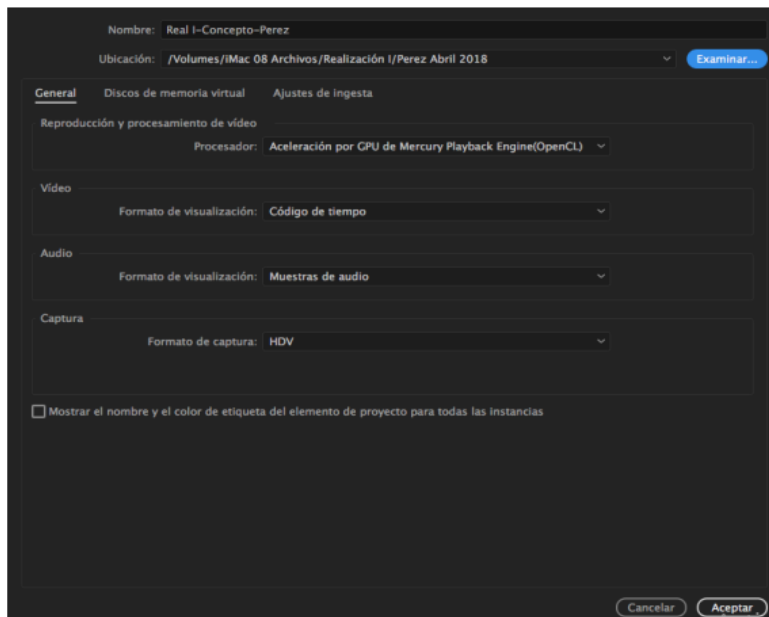 Nombre: Real I-Concepto-Perez
Ubicación: /Volumes/iMac 08 Archivos/Realización I/Perez Abril 2018 Examinar...
General Discos de memoria virtual Ajustes de ingesta
Reproducción y procesamiento de vídeo
Procesador: Aceleración por GPU de Mercury Playback Engine(OpenCL)
Vídeo
Formato de visualización: Código de tiempo
Audio
Formato de visualización: Muestras de audio
Captura
Formato de captura: HDV
Mostrar el nombre y el color de etiqueta del elemento de proyecto para todas las instancias
Cancelar Aceptar